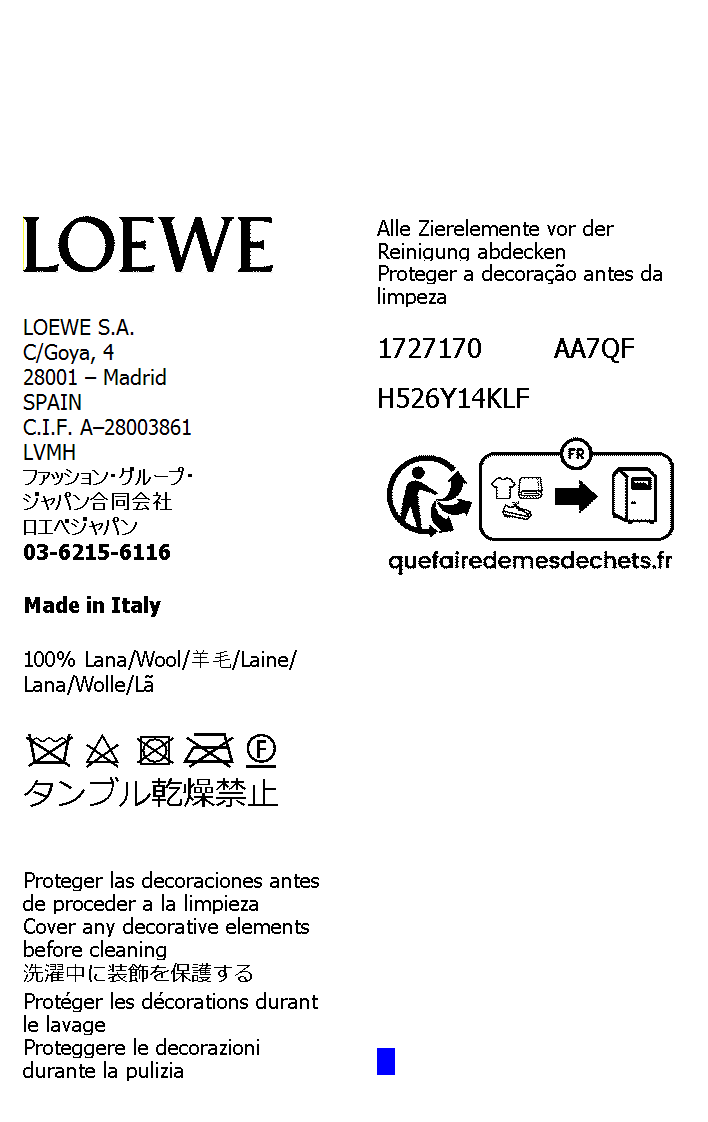 LOEWE
LOEWE S.A.
C/Goya, 4
28001 – Madrid
SPAIN
C.I.F. A–28003861
LVMH
ファッション・グループ・
ジャパン合同会社
ロエベジャパン
03-6215-6116
Made in Italy
100% Lana/Wool/羊毛/Laine/
Lana/Wolle/Lã
F
タンブル乾燥禁止
Proteger las decoraciones antes
de proceder a la limpieza
Cover any decorative elements
before cleaning
洗濯中に装飾を保護する
Protéger les décorations durant
le lavage
Proteggere le decorazioni
durante la pulizia
Alle Zierelemente vor der
Reinigung abdecken
Proteger a decoração antes da
limpeza
1727170 AA7QF
H526Y14KLF
FR
quefairedemesdechets.fr